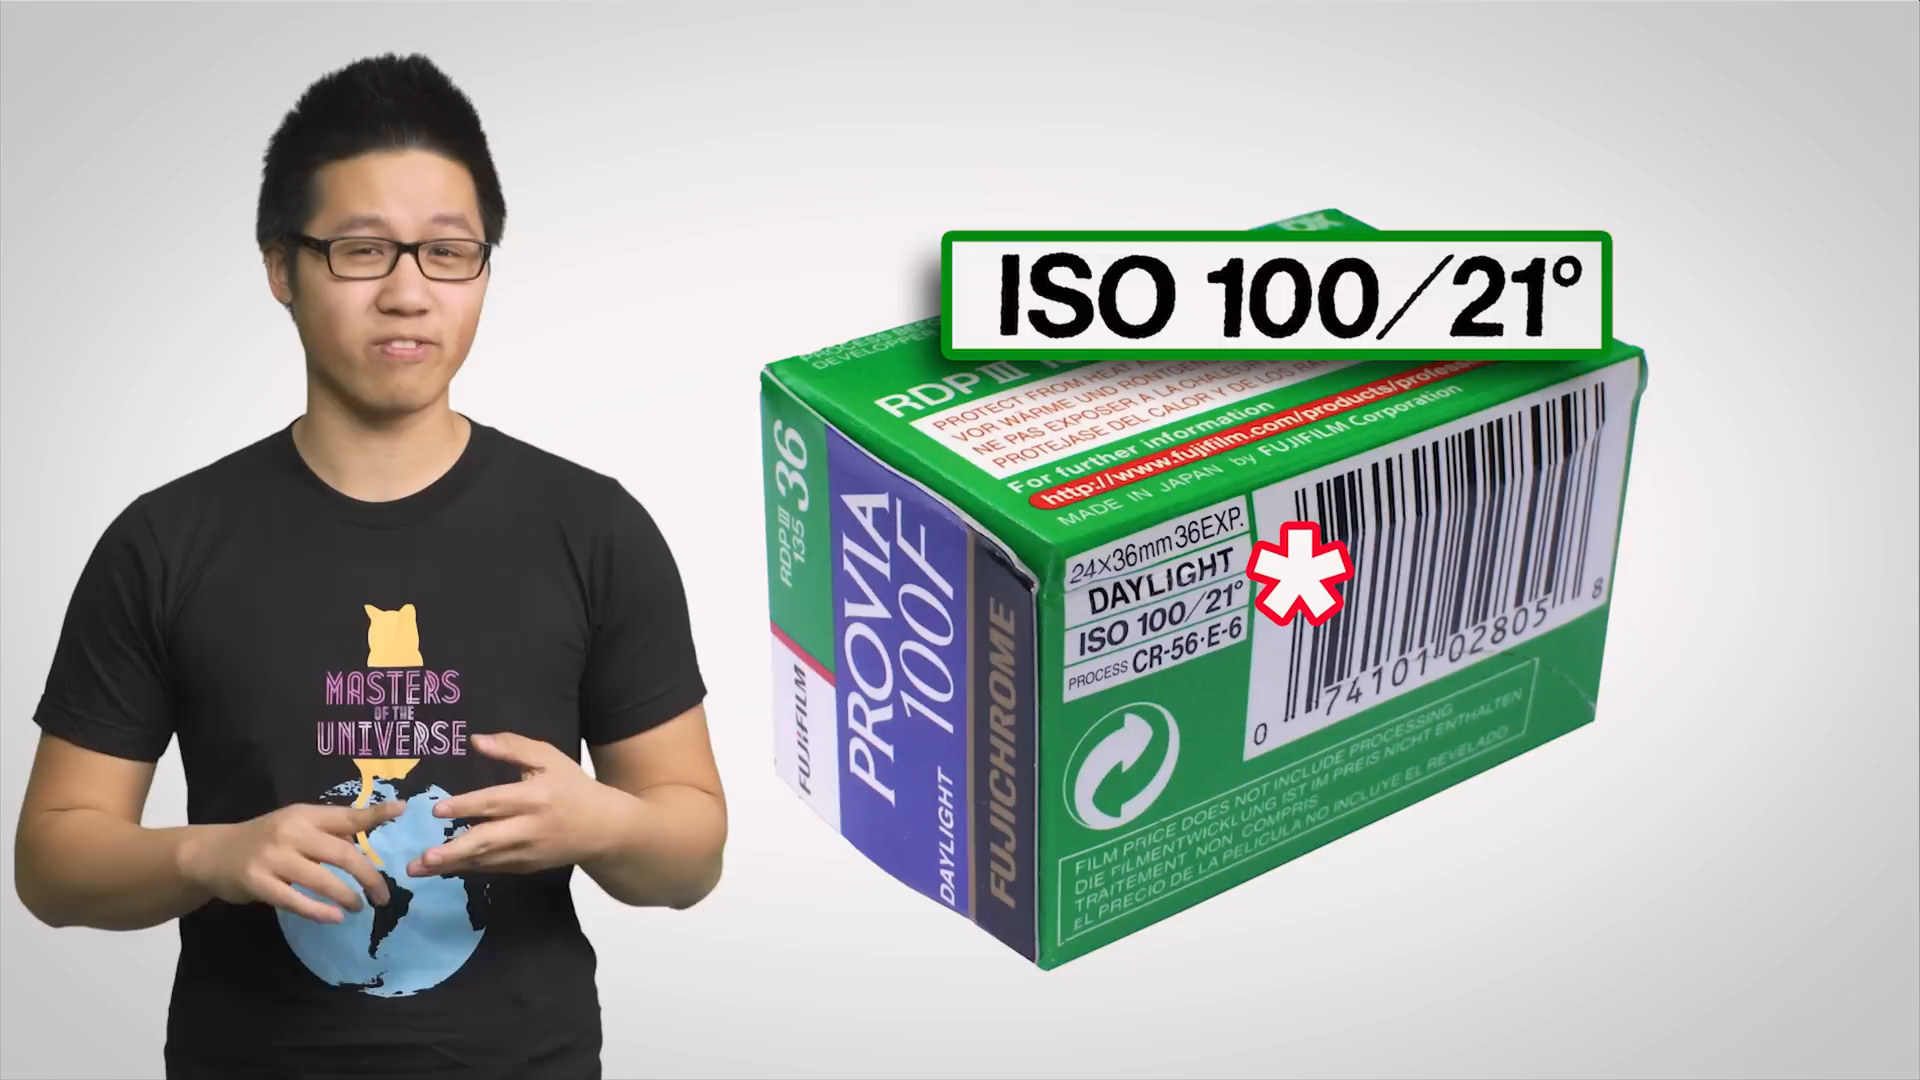 MASTERS
OF THE
UNIVERSE
DX
ISO 100/21°
RDP III
PROTECT FROM HEAT
VOR WÄRME UND RÖNTGEN
NE PAS EXPOSER A LA CHALEUR
PROTEJASE DEL CALOR Y DE LOS
For further information
http://www.fujifilm.com/products/
MADE IN JAPAN by FUJIFILM Corporation
RDP III
135
36
FUJIFILM
PROVIA
100F
DAYLIGHT
FUJICHROME
24×36mm 36EXP.
DAYLIGHT
ISO 100/21°
PROCESS CR-56·E-6
*
0 74101 02805 8
FILM PRICE DOES NOT INCLUDE PROCESSING
DIE FILMENTWICKLUNG IST IM PREIS NICHT ENTHALTEN
TRAITEMENT NON COMPRIS
EL PRECIO DE LA PELICULA NO INCLUYE EL REVELADO